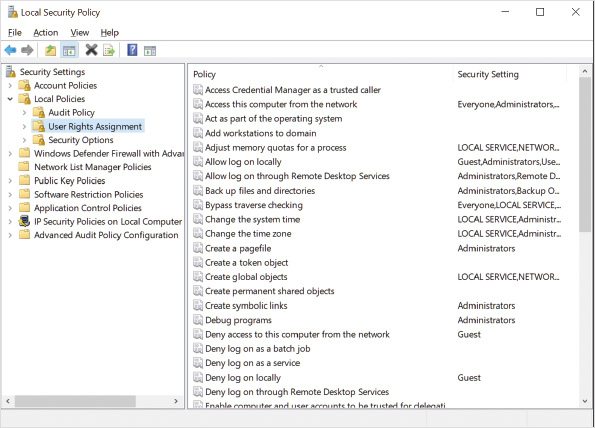 Local Security Policy
File Action View Help
Security Settings
Account Policies
Local Policies
Audit Policy
User Rights Assignment
Security Options
Windows Defender Firewall with Advan
Network List Manager Policies
Public Key Policies
Software Restriction Policies
Application Control Policies
IP Security Policies on Local Computer
Advanced Audit Policy Configuration
Policy Security Setting
Access Credential Manager as a trusted caller
Access this computer from the network Everyone,Administrators,...
Act as part of the operating system
Add workstations to domain
Adjust memory quotas for a process LOCAL SERVICE,NETWOR...
Allow log on locally Guest,Administrators,Use...
Allow log on through Remote Desktop Services Administrators,Remote D...
Back up files and directories Administrators,Backup O...
Bypass traverse checking Everyone,LOCAL SERVICE,...
Change the system time LOCAL SERVICE,Administr...
Change the time zone LOCAL SERVICE,Administr...
Create a pagefile Administrators
Create a token object
Create global objects LOCAL SERVICE,NETWOR...
Create permanent shared objects
Create symbolic links Administrators
Debug programs Administrators
Deny access to this computer from the network Guest
Deny log on as a batch job
Deny log on as a service
Deny log on locally Guest
Deny log on through Remote Desktop Services
Enable computer and user accounts to be trusted for delegati